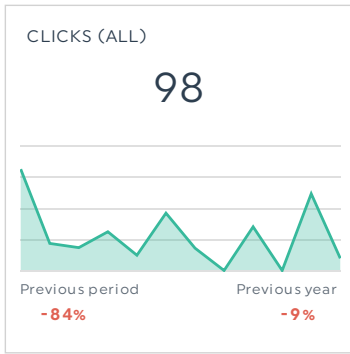 CLICKS (ALL)
98
Previous period
Previous year
-84%
-9%